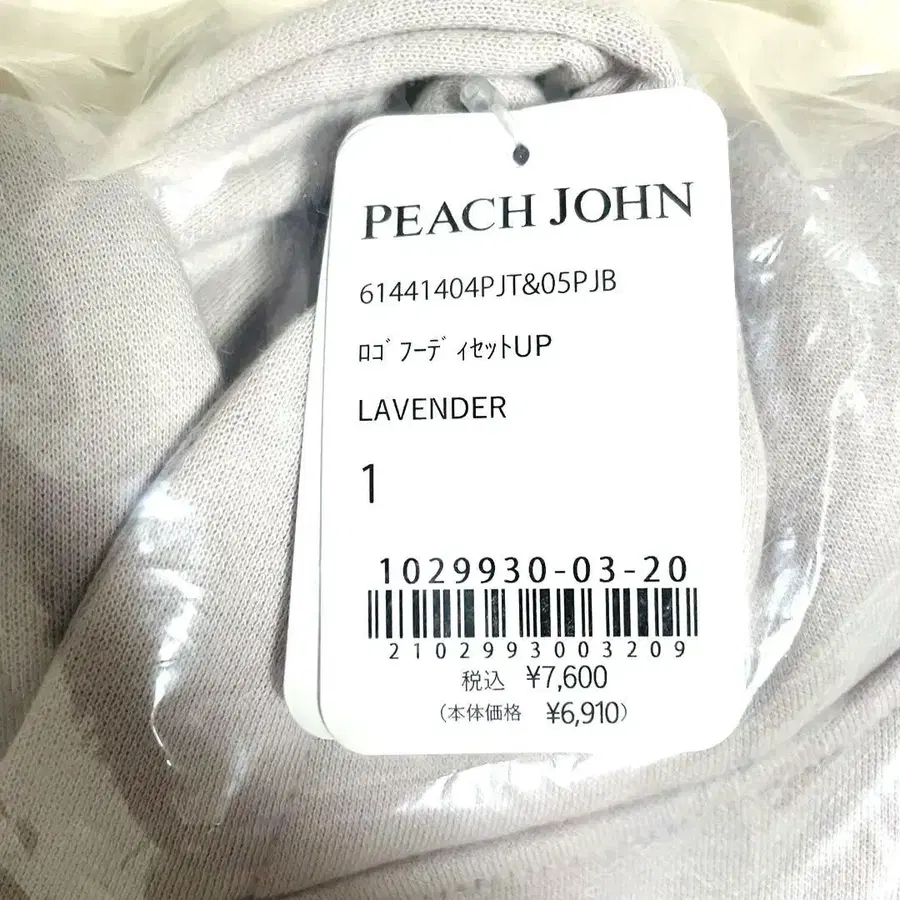 PEACH JOHN
61441404PJT&05PJB
ﾛｺﾞﾌｰﾃﾞｨｾｯﾄUP
LAVENDER
1
1029930-03-20
2102993003209
税込 ¥7,600
(本体価格 ¥6,910)